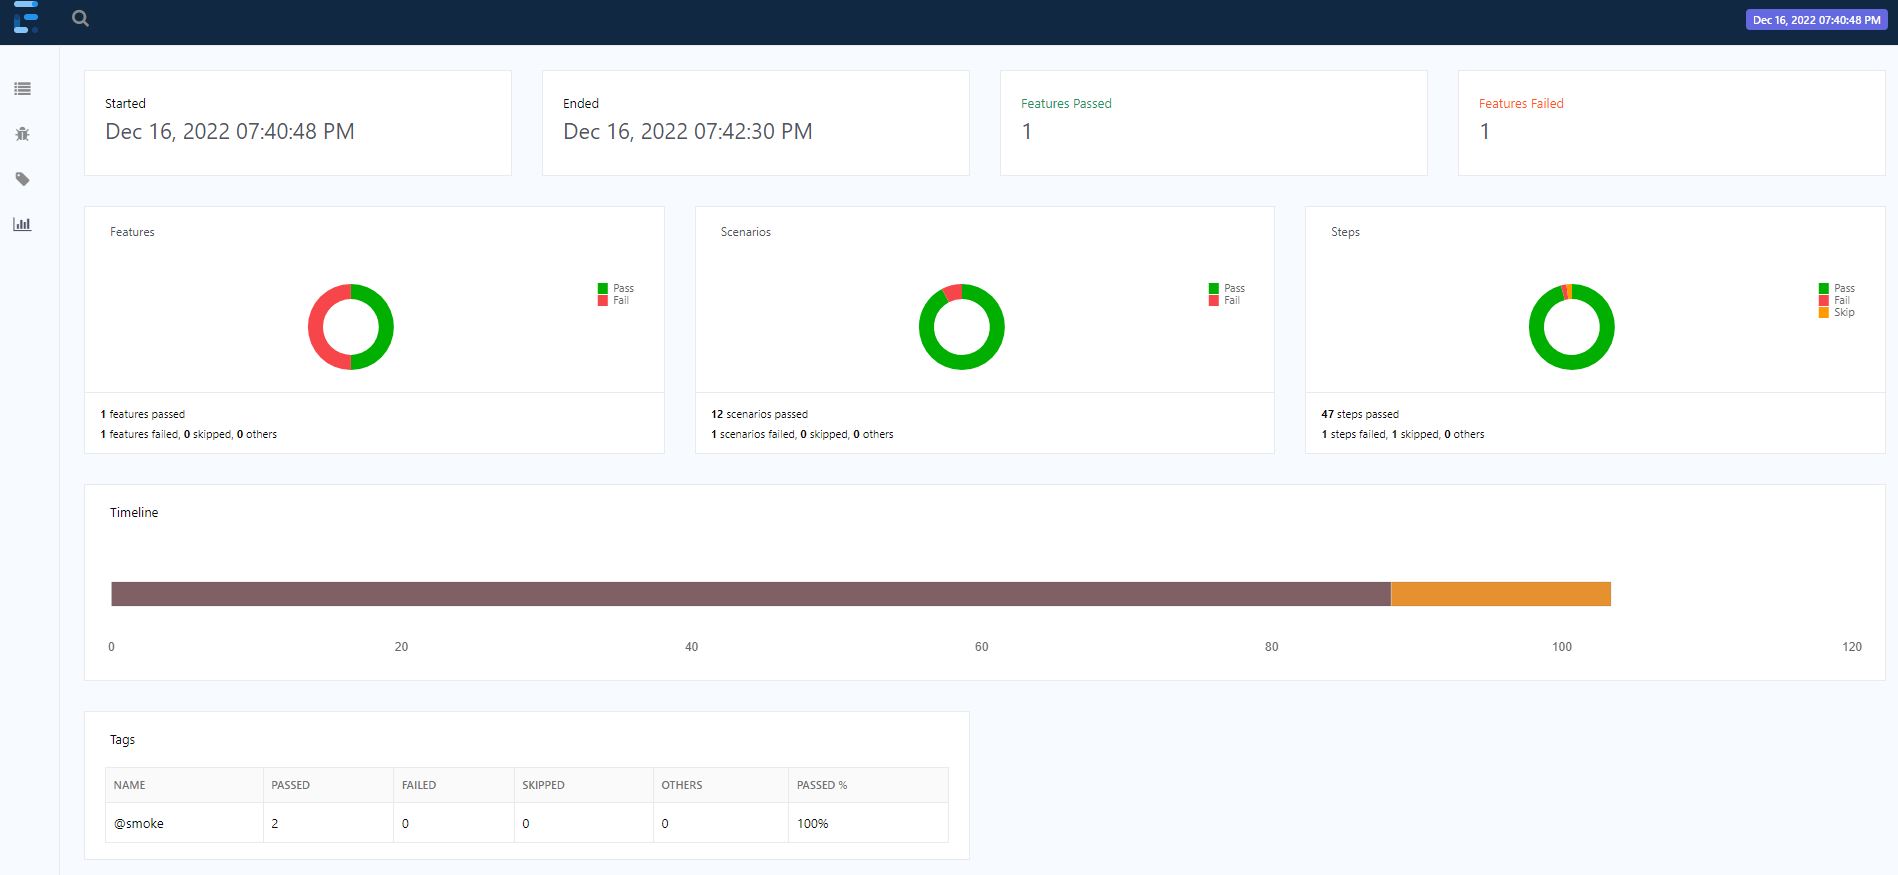 Dec 16, 2022 07:40:48 PM
Started
Dec 16, 2022 07:40:48 PM
Ended
Dec 16, 2022 07:42:30 PM
Features Passed
1
Features Failed
1
Features
Pass
Fail
1 features passed
1 features failed, 0 skipped, 0 others
Scenarios
Pass
Fail
12 scenarios passed
1 scenarios failed, 0 skipped, 0 others
Steps
Pass
Fail
Skip
47 steps passed
1 steps failed, 1 skipped, 0 others
Timeline
0 20 40 60 80 100 120
Tags
NAME PASSED FAILED SKIPPED OTHERS PASSED %
@smoke 2 0 0 0 100%